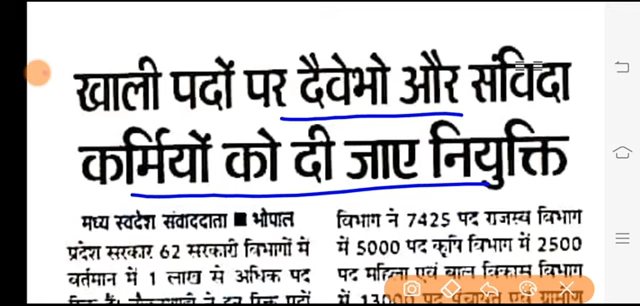 खाली पदों पर दैवेभो और संविदा
कर्मियों को दी जाए नियुक्ति
मध्य स्वदेश संवाददाता ■ भोपाल
प्रदेश सरकार 62 सरकारी विभागों में
वर्तमान में 1 लाख से अधिक पद
विभाग ने 7425 पद राजस्व विभाग
में 5000 पद कृषि विभाग में 2500
पद महिला एवं बाल विकास विभाग